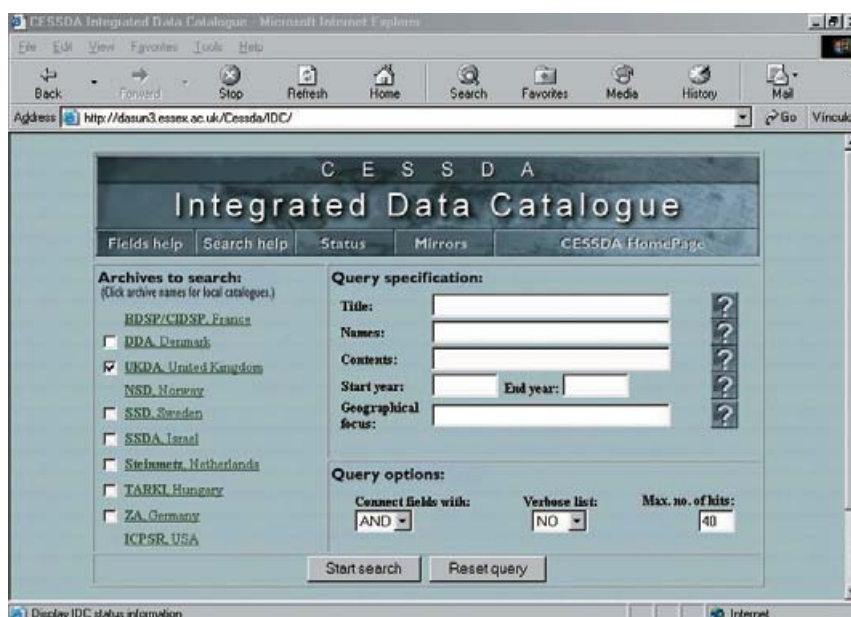 CESSDA Integrated Data Catalogue - Microsoft Internet Explorer
File Edit View Favorites Tools Help
Back Forward Stop Refresh Home Search Favorites Media History Mail
Address http://dasun3.essex.ac.uk/Cessda/IDC/ Go Vínculo
C E S S D A
Integrated Data Catalogue
Fields help Search help Status Mirrors CESSDA HomePage
Archives to search:
(Click archive names for local catalogues.)
BDSP/CIDSP, France
DDA, Denmark
UKDA, United Kingdom
NSD, Norway
SSD, Sweden
SSDA, Israel
Steinmetz, Netherlands
TARKI, Hungary
ZA, Germany
ICPSR, USA
Query specification:
Title: ?
Names: ?
Contents: ?
Start year: End year: ?
Geographical focus: ?
Query options:
Connect fields with: Verbose list: Max. no. of hits:
AND NO 40
Start search Reset query
Display IDC status information Internet